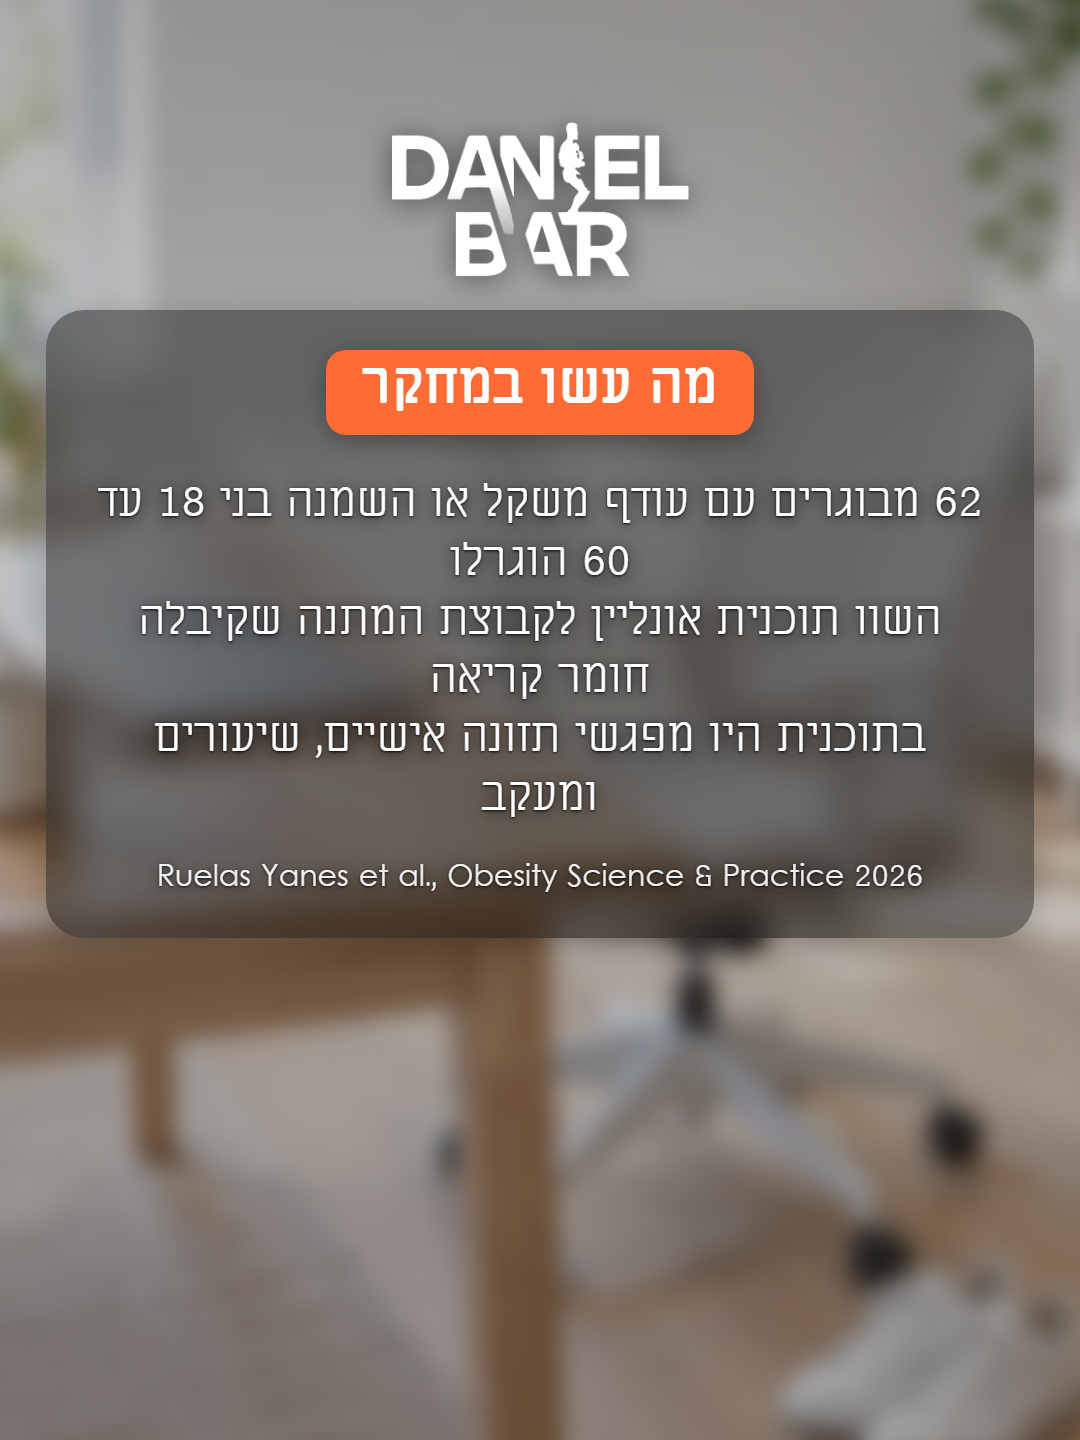 DANIEL
BAR
מה עשו במחקר
62 מבוגרים עם עודף משקל או השמנה בני 18 עד
60 הוגרלו
השוו תוכנית אונליין לקבוצת המתנה שקיבלה
חומר קריאה
בתוכנית היו מפגשי תזונה אישיים, שיעורים
ומעקב
Ruelas Yanes et al., Obesity Science & Practice 2026